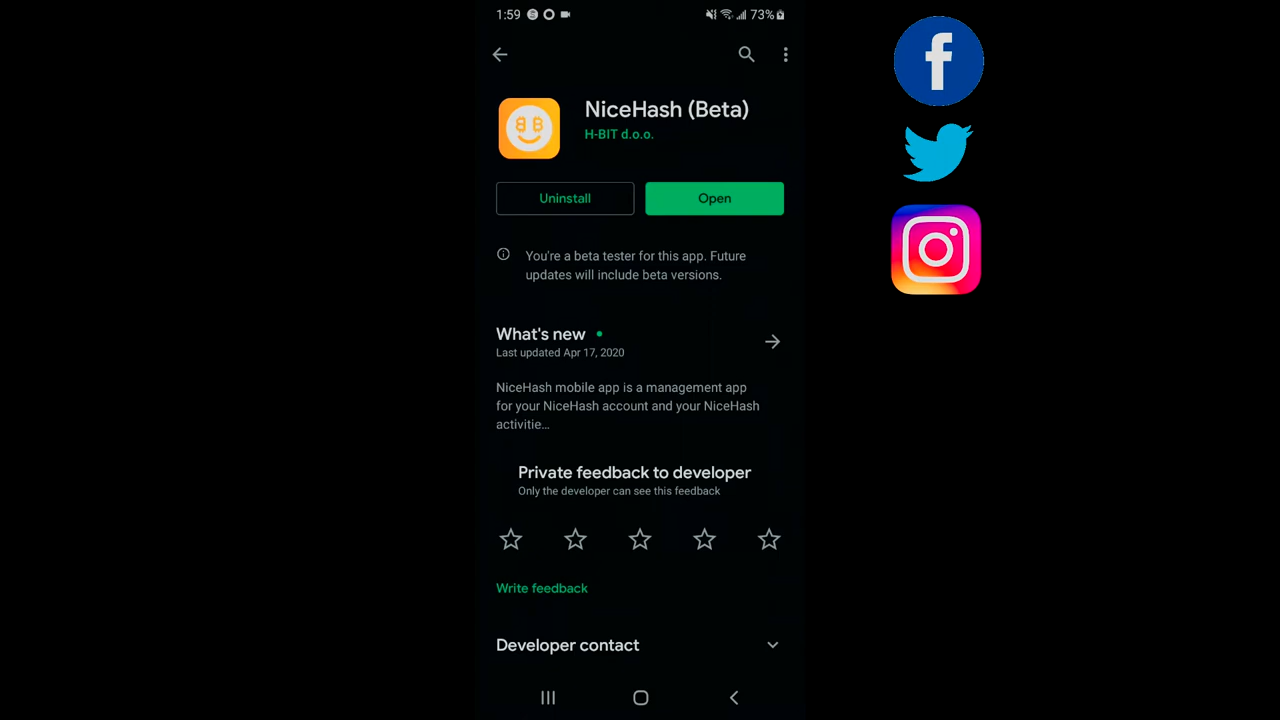 1:59
73%
NiceHash (Beta)
H-BIT d.o.o.
Uninstall
Open
You're a beta tester for this app. Future
updates will include beta versions.
What's new
Last updated Apr 17, 2020
NiceHash mobile app is a management app
for your NiceHash account and your NiceHash
activitie…
Private feedback to developer
Only the developer can see this feedback
Write feedback
Developer contact